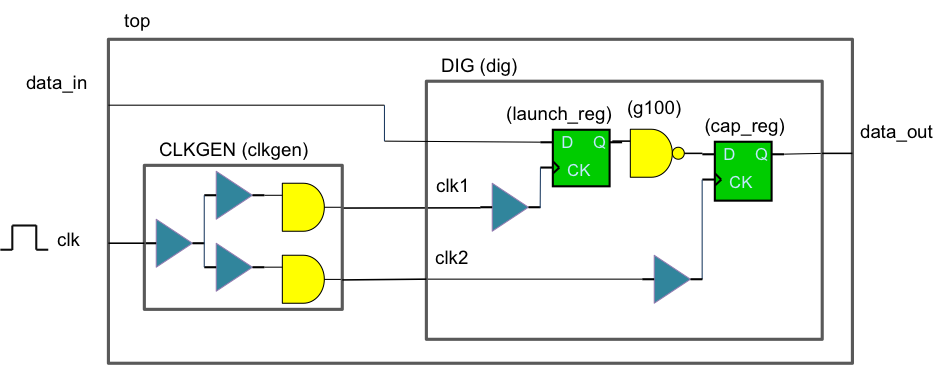 top
data_in
DIG (dig)
(launch_reg)
(g100)
(cap_reg)
data_out
D
Q
CK
D
Q
CK
CLKGEN (clkgen)
clk1
clk
clk2